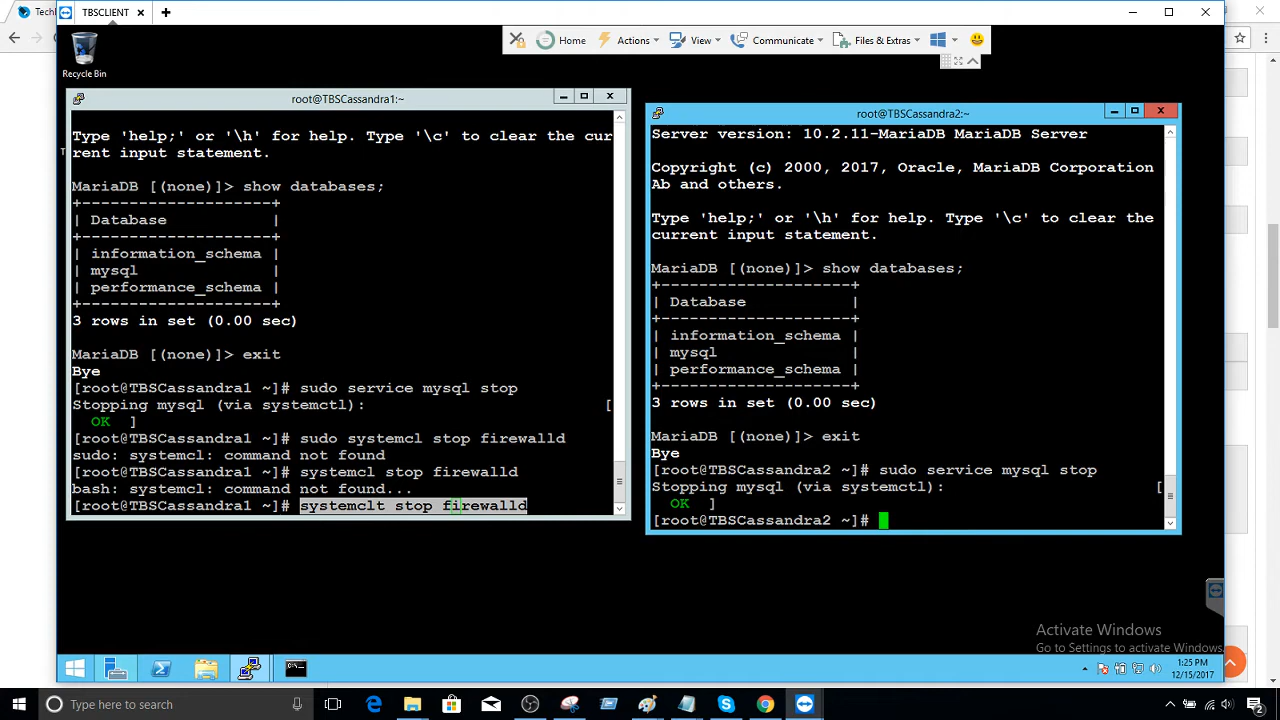 Techl
TBSCLIENT
Home
Actions
View
Communicate
Files & Extras
Recycle Bin
root@TBSCassandra1:~
Type 'help;' or '\h' for help. Type '\c' to clear the cur
rent input statement.
MariaDB [(none)]> show databases;
+--------------------+
| Database           |
+--------------------+
| information_schema |
| mysql              |
| performance_schema |
+--------------------+
3 rows in set (0.00 sec)
MariaDB [(none)]> exit
Bye
[root@TBSCassandra1 ~]# sudo service mysql stop
Stopping mysql (via systemctl):                          [
  OK  ]
[root@TBSCassandra1 ~]# sudo systemcl stop firewalld
sudo: systemcl: command not found
[root@TBSCassandra1 ~]# systemcl stop firewalld
bash: systemcl: command not found...
[root@TBSCassandra1 ~]# systemclt stop firewalld
root@TBSCassandra2:~
Server version: 10.2.11-MariaDB MariaDB Server
Copyright (c) 2000, 2017, Oracle, MariaDB Corporation
Ab and others.
Type 'help;' or '\h' for help. Type '\c' to clear the
current input statement.
MariaDB [(none)]> show databases;
+--------------------+
| Database           |
+--------------------+
| information_schema |
| mysql              |
| performance_schema |
+--------------------+
3 rows in set (0.00 sec)
MariaDB [(none)]> exit
Bye
[root@TBSCassandra2 ~]# sudo service mysql stop
Stopping mysql (via systemctl):                       [
  OK  ]
[root@TBSCassandra2 ~]#
Activate Windows
Go to Settings to activate Windows.
1:25 PM
12/15/2017
Type here to search
2